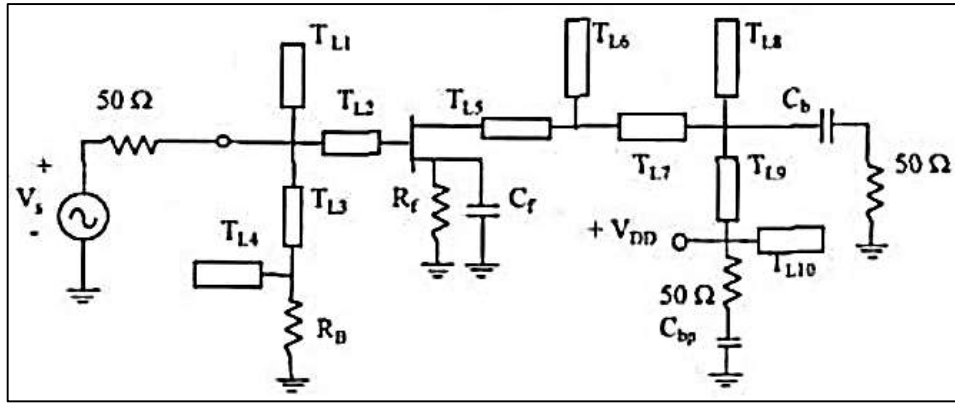 T_L1
T_L6
T_L8
50 Ω
T_L2
T_L5
C_b
+
V_s
-
T_L3
R_f
C_f
T_L7
T_L9
50 Ω
T_L4
+ V_DD
T_L10
R_B
50 Ω
C_bp